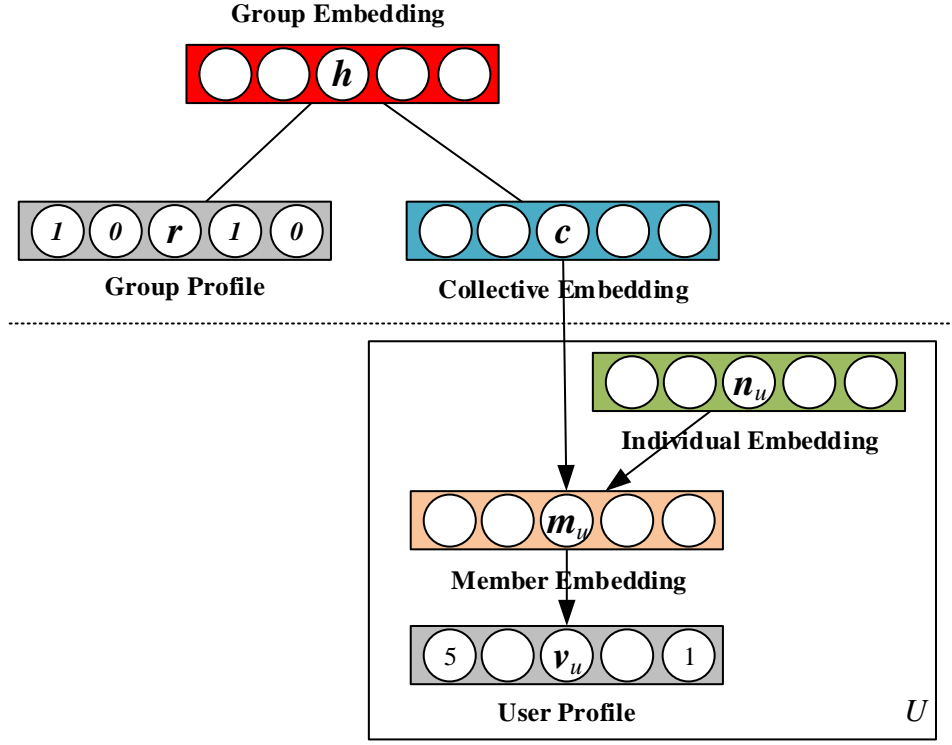 Group Embedding
h
1 0 r 1 0
c
Group Profile
Collective Embedding
n_u
Individual Embedding
m_u
Member Embedding
5 v_u 1
User Profile
U